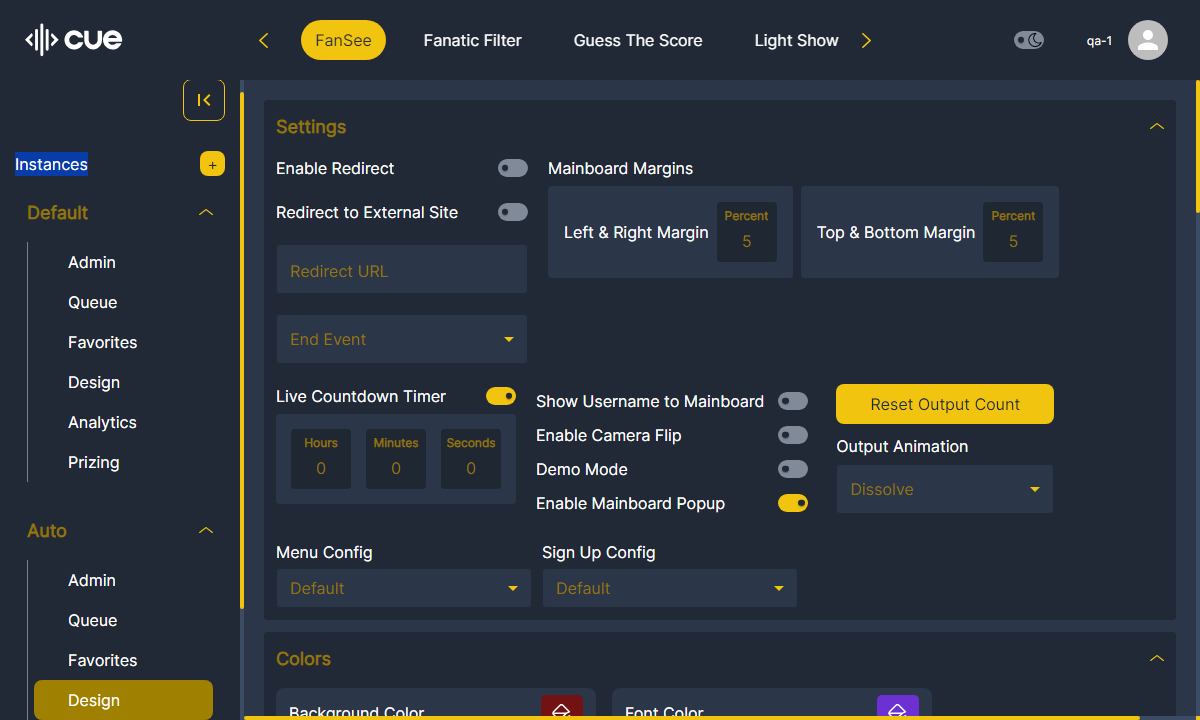 cue
FanSee
Fanatic Filter
Guess The Score
Light Show
qa-1
Instances
+
Default
Admin
Queue
Favorites
Design
Analytics
Prizing
Auto
Admin
Queue
Favorites
Design
Settings
Enable Redirect
Redirect to External Site
Redirect URL
End Event
Mainboard Margins
Left & Right Margin
Percent
5
Top & Bottom Margin
Percent
5
Live Countdown Timer
Hours
0
Minutes
0
Seconds
0
Show Username to Mainboard
Enable Camera Flip
Demo Mode
Enable Mainboard Popup
Reset Output Count
Output Animation
Dissolve
Menu Config
Default
Sign Up Config
Default
Colors
Background Color
Font Color